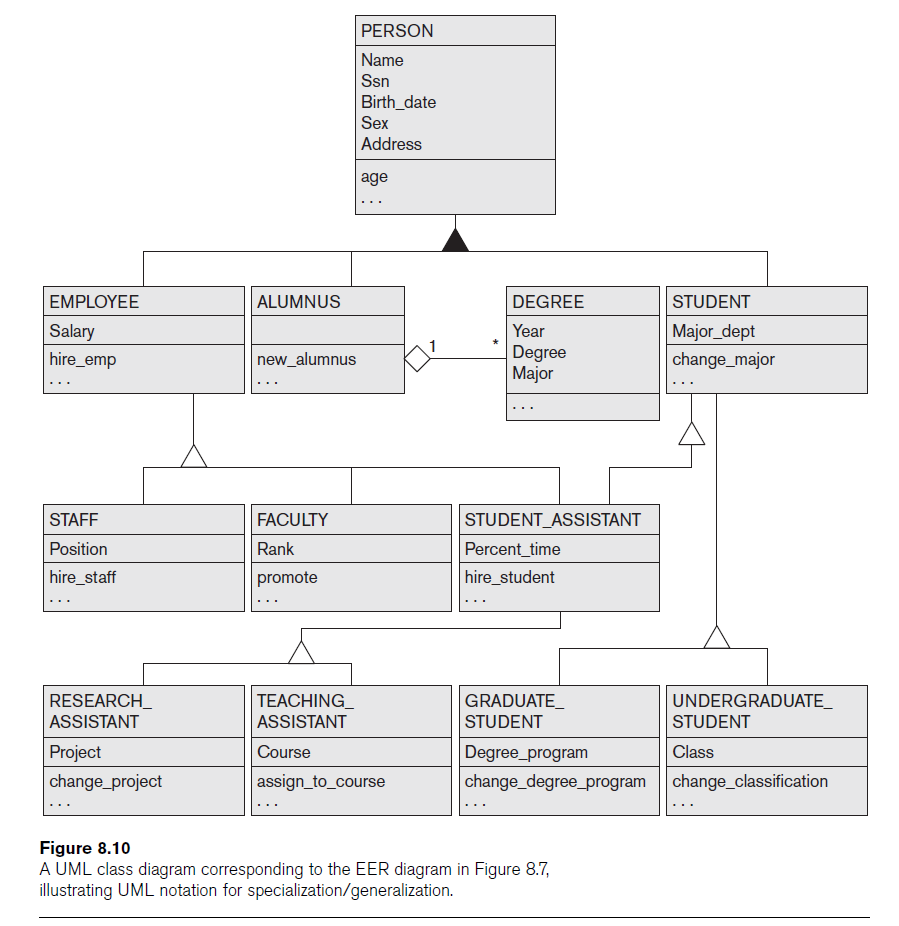 PERSON
Name
Ssn
Birth_date
Sex
Address
age
. . .
EMPLOYEE
Salary
hire_emp
. . .
ALUMNUS
new_alumnus
. . .
1
*
DEGREE
Year
Degree
Major
. . .
STUDENT
Major_dept
change_major
. . .
STAFF
Position
hire_staff
. . .
FACULTY
Rank
promote
. . .
STUDENT_ASSISTANT
Percent_time
hire_student
. . .
RESEARCH_
ASSISTANT
Project
change_project
. . .
TEACHING_
ASSISTANT
Course
assign_to_course
. . .
GRADUATE_
STUDENT
Degree_program
change_degree_program
. . .
UNDERGRADUATE_
STUDENT
Class
change_classification
. . .
Figure 8.10
A UML class diagram corresponding to the EER diagram in Figure 8.7,
illustrating UML notation for specialization/generalization.